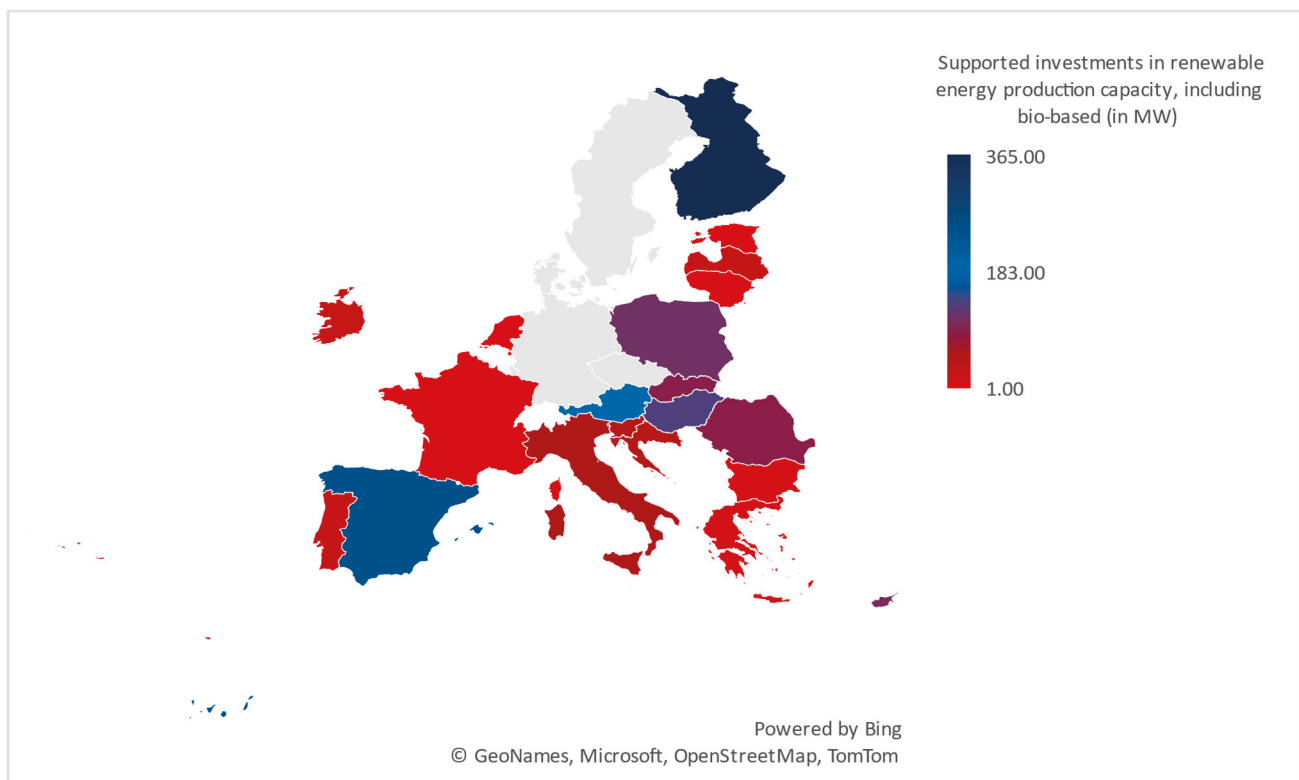 Supported investments in renewable
energy production capacity, including
bio-based (in MW)
365.00
183.00
1.00
Powered by Bing
© GeoNames, Microsoft, OpenStreetMap, TomTom